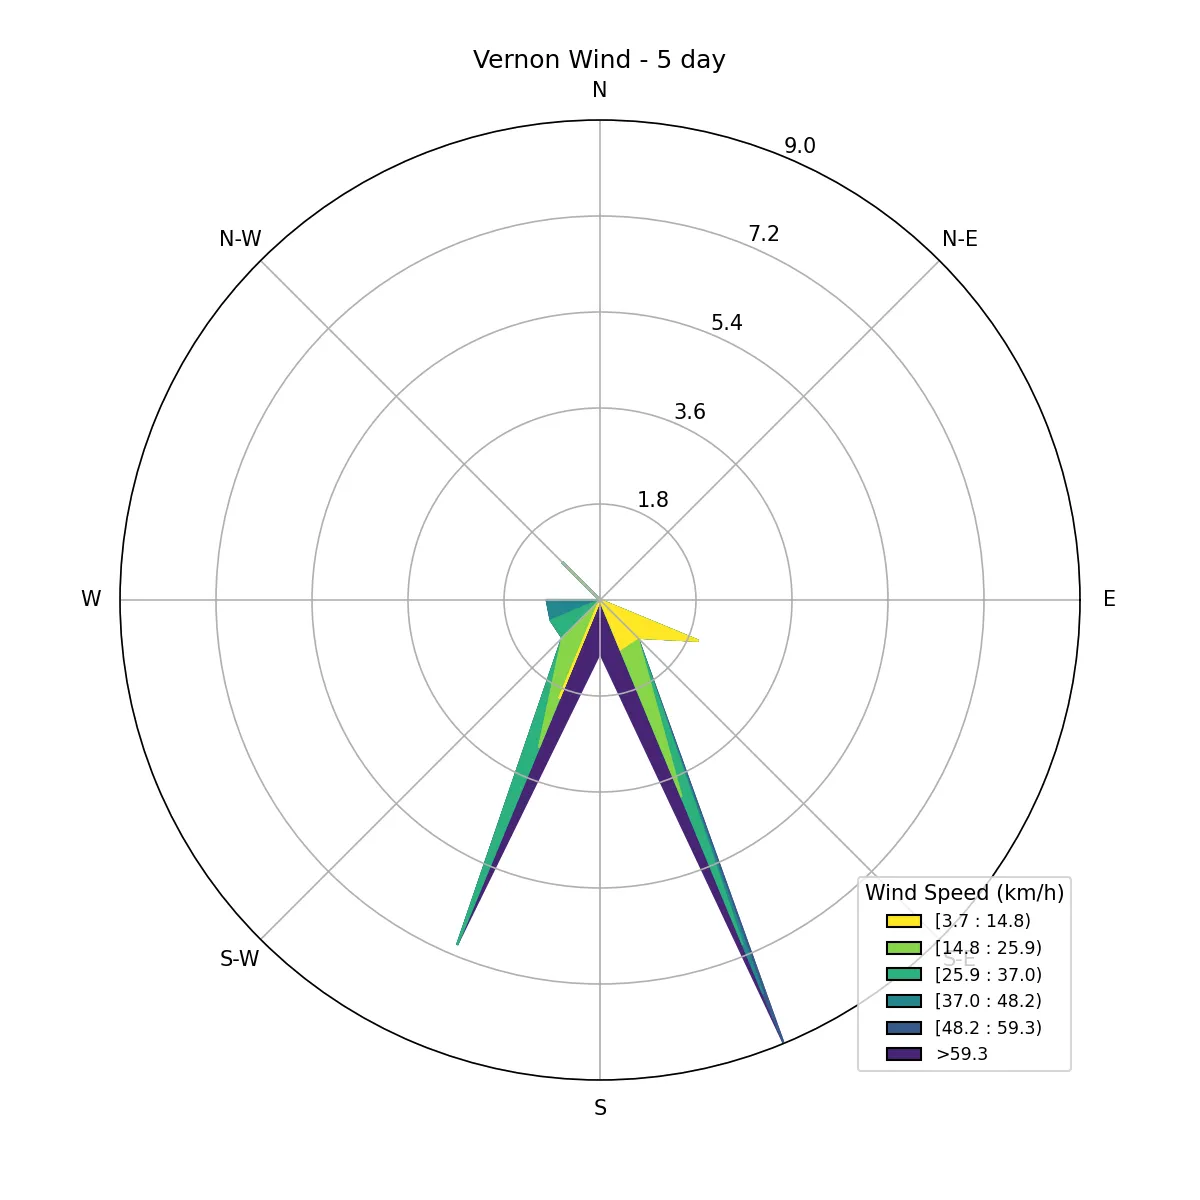 Vernon Wind - 5 day
N
9.0
7.2
N-W
N-E
5.4
3.6
1.8
W
E
Wind Speed (km/h)
[3.7 : 14.8)
[14.8 : 25.9)
S-W
S-E
[25.9 : 37.0)
[37.0 : 48.2)
[48.2 : 59.3)
>59.3
S